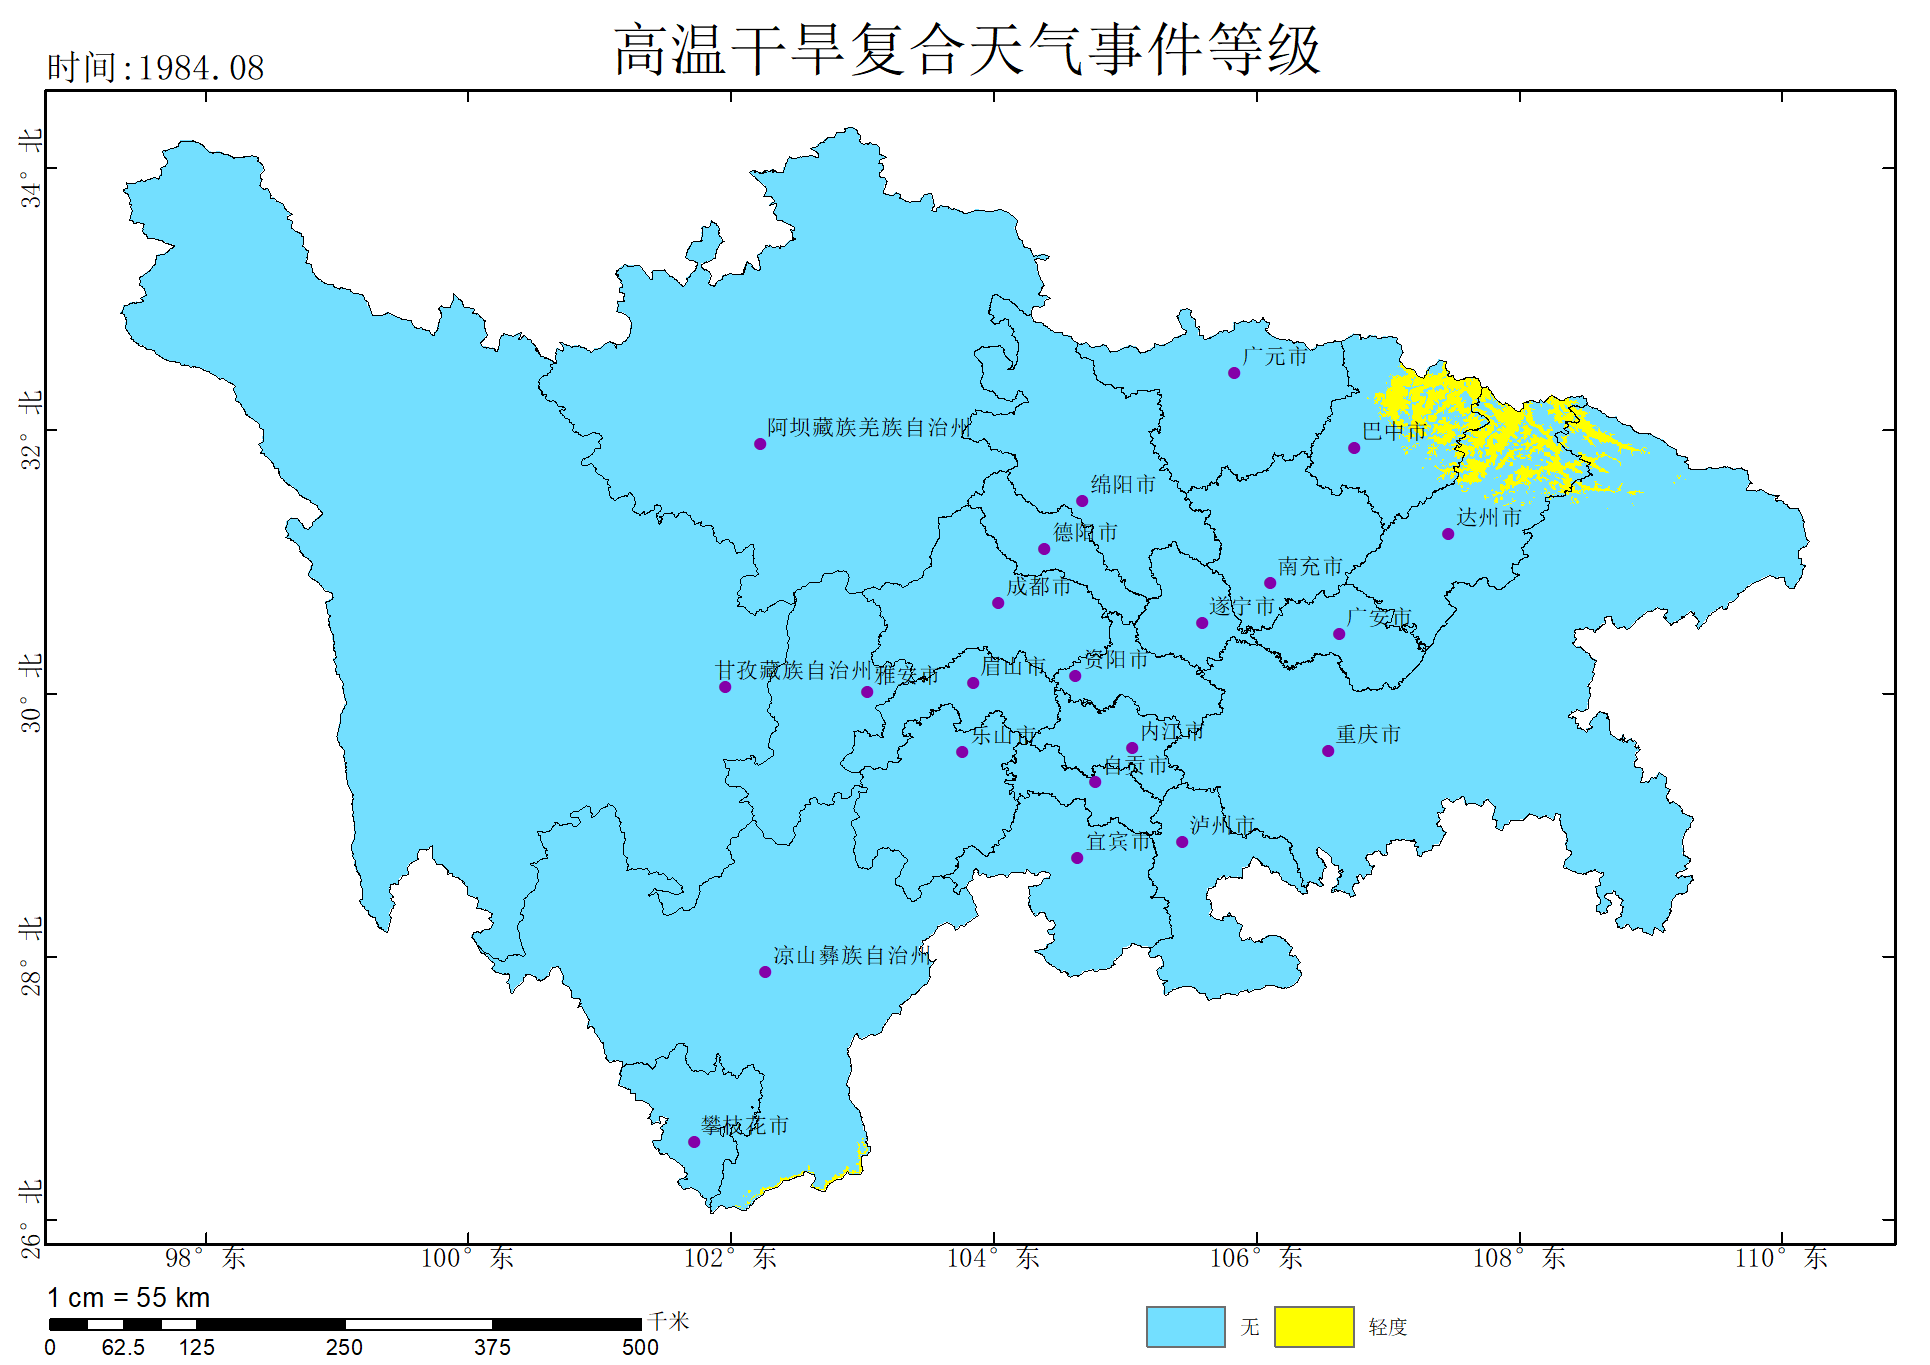 高温干旱复合天气事件等级
时间:1984.08
34°北
32°北
30°北
28°北
26°北
广元市
巴中市
阿坝藏族羌族自治州
绵阳市
达州市
德阳市
南充市
成都市
遂宁市
广安市
甘孜藏族自治州
雅安市
眉山市
资阳市
乐山市
内江市
重庆市
自贡市
泸州市
宜宾市
凉山彝族自治州
攀枝花市
98°东 100°东 102°东 104°东 106°东 108°东 110°东
1 cm = 55 km
千米
0 62.5 125 250 375 500
无 轻度